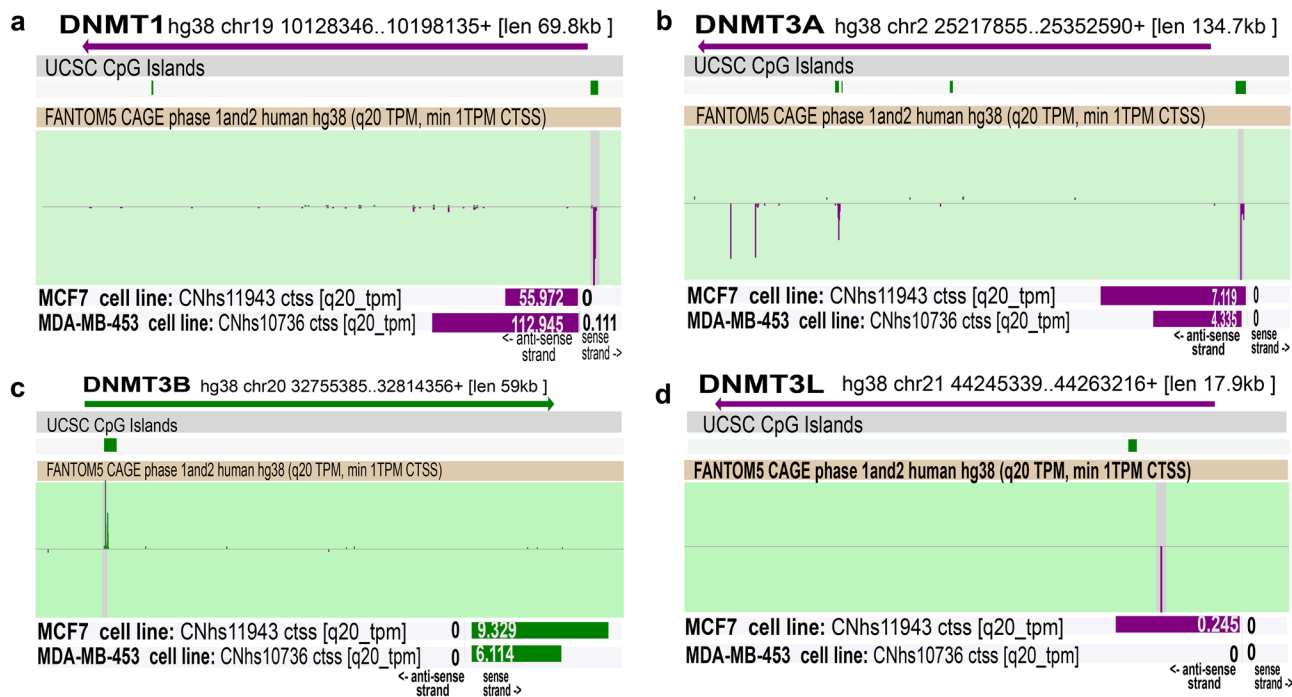 a
DNMT1 hg38 chr19 10128346..10198135+ [len 69.8kb ]
UCSC CpG Islands
FANTOM5 CAGE phase 1and2 human hg38 (q20 TPM, min 1TPM CTSS)
MCF7 cell line: CNhs11943 ctss [q20_tpm] 55.972 0
MDA-MB-453 cell line: CNhs10736 ctss [q20_tpm] 112.945 0.111
<- anti-sense sense
strand strand ->
b
DNMT3A hg38 chr2 25217855..25352590+ [len 134.7kb ]
UCSC CpG Islands
FANTOM5 CAGE phase 1and2 human hg38 (q20 TPM, min 1TPM CTSS)
MCF7 cell line: CNhs11943 ctss [q20_tpm] 7.119 0
MDA-MB-453 cell line: CNhs10736 ctss [q20_tpm] 4.335 0
<- anti-sense sense
strand strand ->
c
DNMT3B hg38 chr20 32755385..32814356+ [len 59kb ]
UCSC CpG Islands
FANTOM5 CAGE phase 1and2 human hg38 (q20 TPM, min 1TPM CTSS)
MCF7 cell line: CNhs11943 ctss [q20_tpm] 0 9.329
MDA-MB-453 cell line: CNhs10736 ctss [q20_tpm] 0 6.114
<- anti-sense sense
strand strand ->
d
DNMT3L hg38 chr21 44245339..44263216+ [len 17.9kb ]
UCSC CpG Islands
FANTOM5 CAGE phase 1and2 human hg38 (q20 TPM, min 1TPM CTSS)
MCF7 cell line: CNhs11943 ctss [q20_tpm] 0.245 0
MDA-MB-453 cell line: CNhs10736 ctss [q20_tpm] 0 0
<- anti-sense sense
strand strand ->